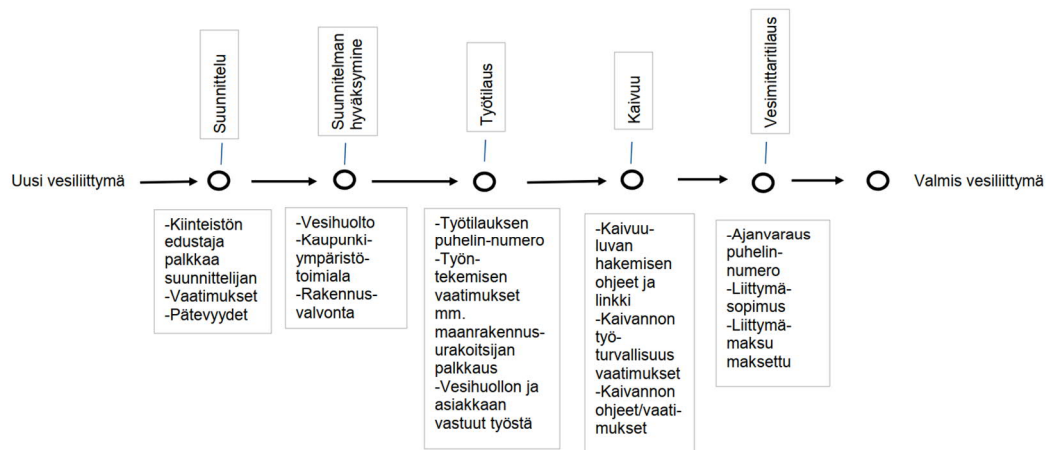 Suunnittelu
Suunnitelman
hyväksymine
Työtilaus
Kaivuu
Vesimittaritilaus
Uusi vesiliittymä
Valmis vesiliittymä
-Kiinteistön
edustaja
palkkaa
suunnittelijan
-Vaatimukset
-Pätevyydet
-Vesihuolto
-Kaupunki-
ympäristö-
toimiala
-Rakennus-
valvonta
-Työtilauksen
puhelin-numero
-Työn-
tekemisen
vaatimukset
mm.
maanrakennus-
urakoitsijan
palkkaus
-Vesihuollon ja
asiakkaan
vastuut työstä
-Kaivuu-
luvan
hakemisen
ohjeet ja
linkki
-Kaivannon
työ-
turvallisuus
vaatimukset
-Kaivannon
ohjeet/vaati-
mukset
-Ajanvaraus
puhelin-
numero
-Liittymä-
sopimus
-Liittymä-
maksu
maksettu